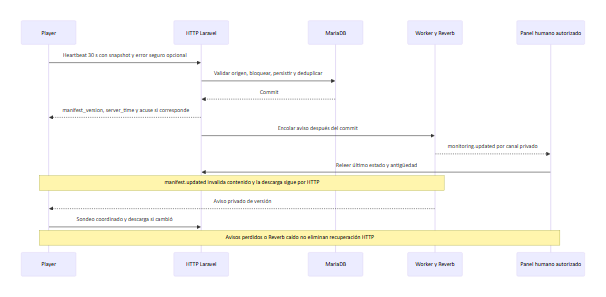 Player
HTTP Laravel
MariaDB
Worker y Reverb
Panel humano autorizado
Heartbeat 30 s con snapshot y error seguro opcional
Validar origen, bloquear, persistir y deduplicar
Commit
manifest_version, server_time y acuse si corresponde
Encolar aviso después del commit
monitoring.updated por canal privado
Releer último estado y antigüedad
manifest.updated invalida contenido y la descarga sigue por HTTP
Aviso privado de versión
Sondeo coordinado y descarga si cambió
Avisos perdidos o Reverb caído no eliminan recuperación HTTP
Player
HTTP Laravel
MariaDB
Worker y Reverb
Panel humano autorizado